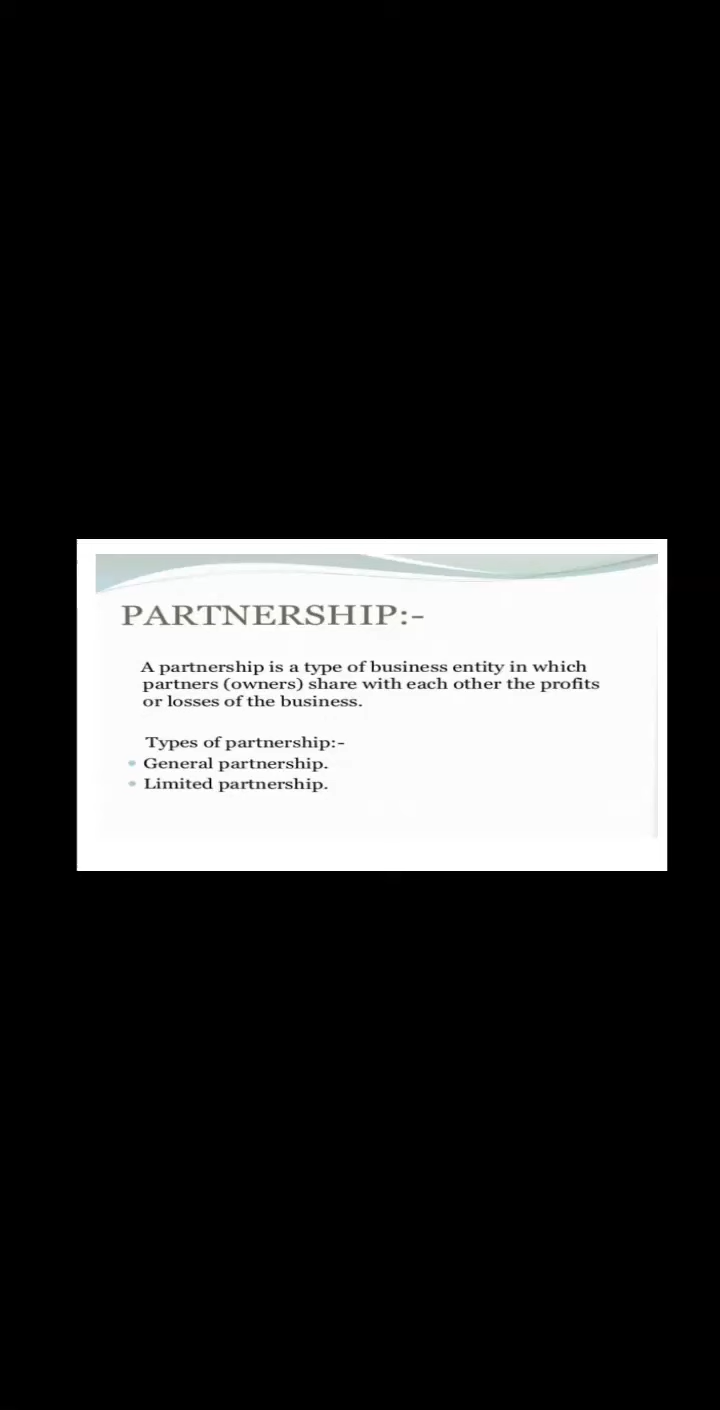 PARTNERSHIP:-
A partnership is a type of business entity in which
partners (owners) share with each other the profits
or losses of the business.
Types of partnership:-
General partnership.
Limited partnership.